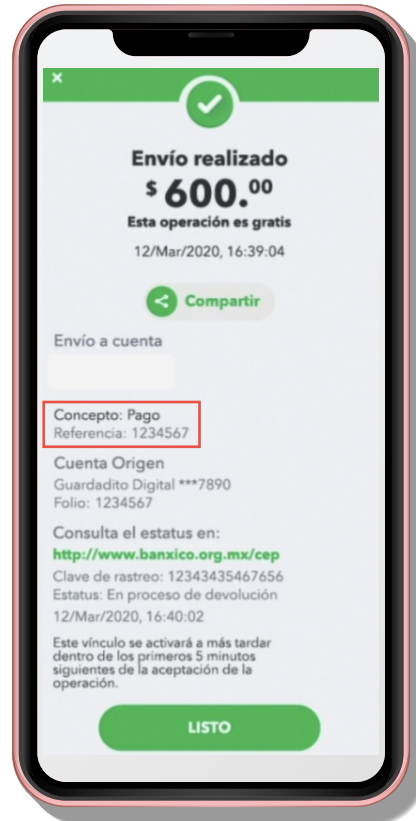 ×
Envío realizado
$ 600.00
Esta operación es gratis
12/Mar/2020, 16:39:04
Compartir
Envío a cuenta
Concepto: Pago
Referencia: 1234567
Cuenta Origen
Guardadito Digital ***7890
Folio: 1234567
Consulta el estatus en:
http://www.banxico.org.mx/cep
Clave de rastreo: 12343435467656
Estatus: En proceso de devolución
12/Mar/2020, 16:40:02
Este vínculo se activará a más tardar
dentro de los primeros 5 minutos
siguientes de la aceptación de la
operación.
LISTO